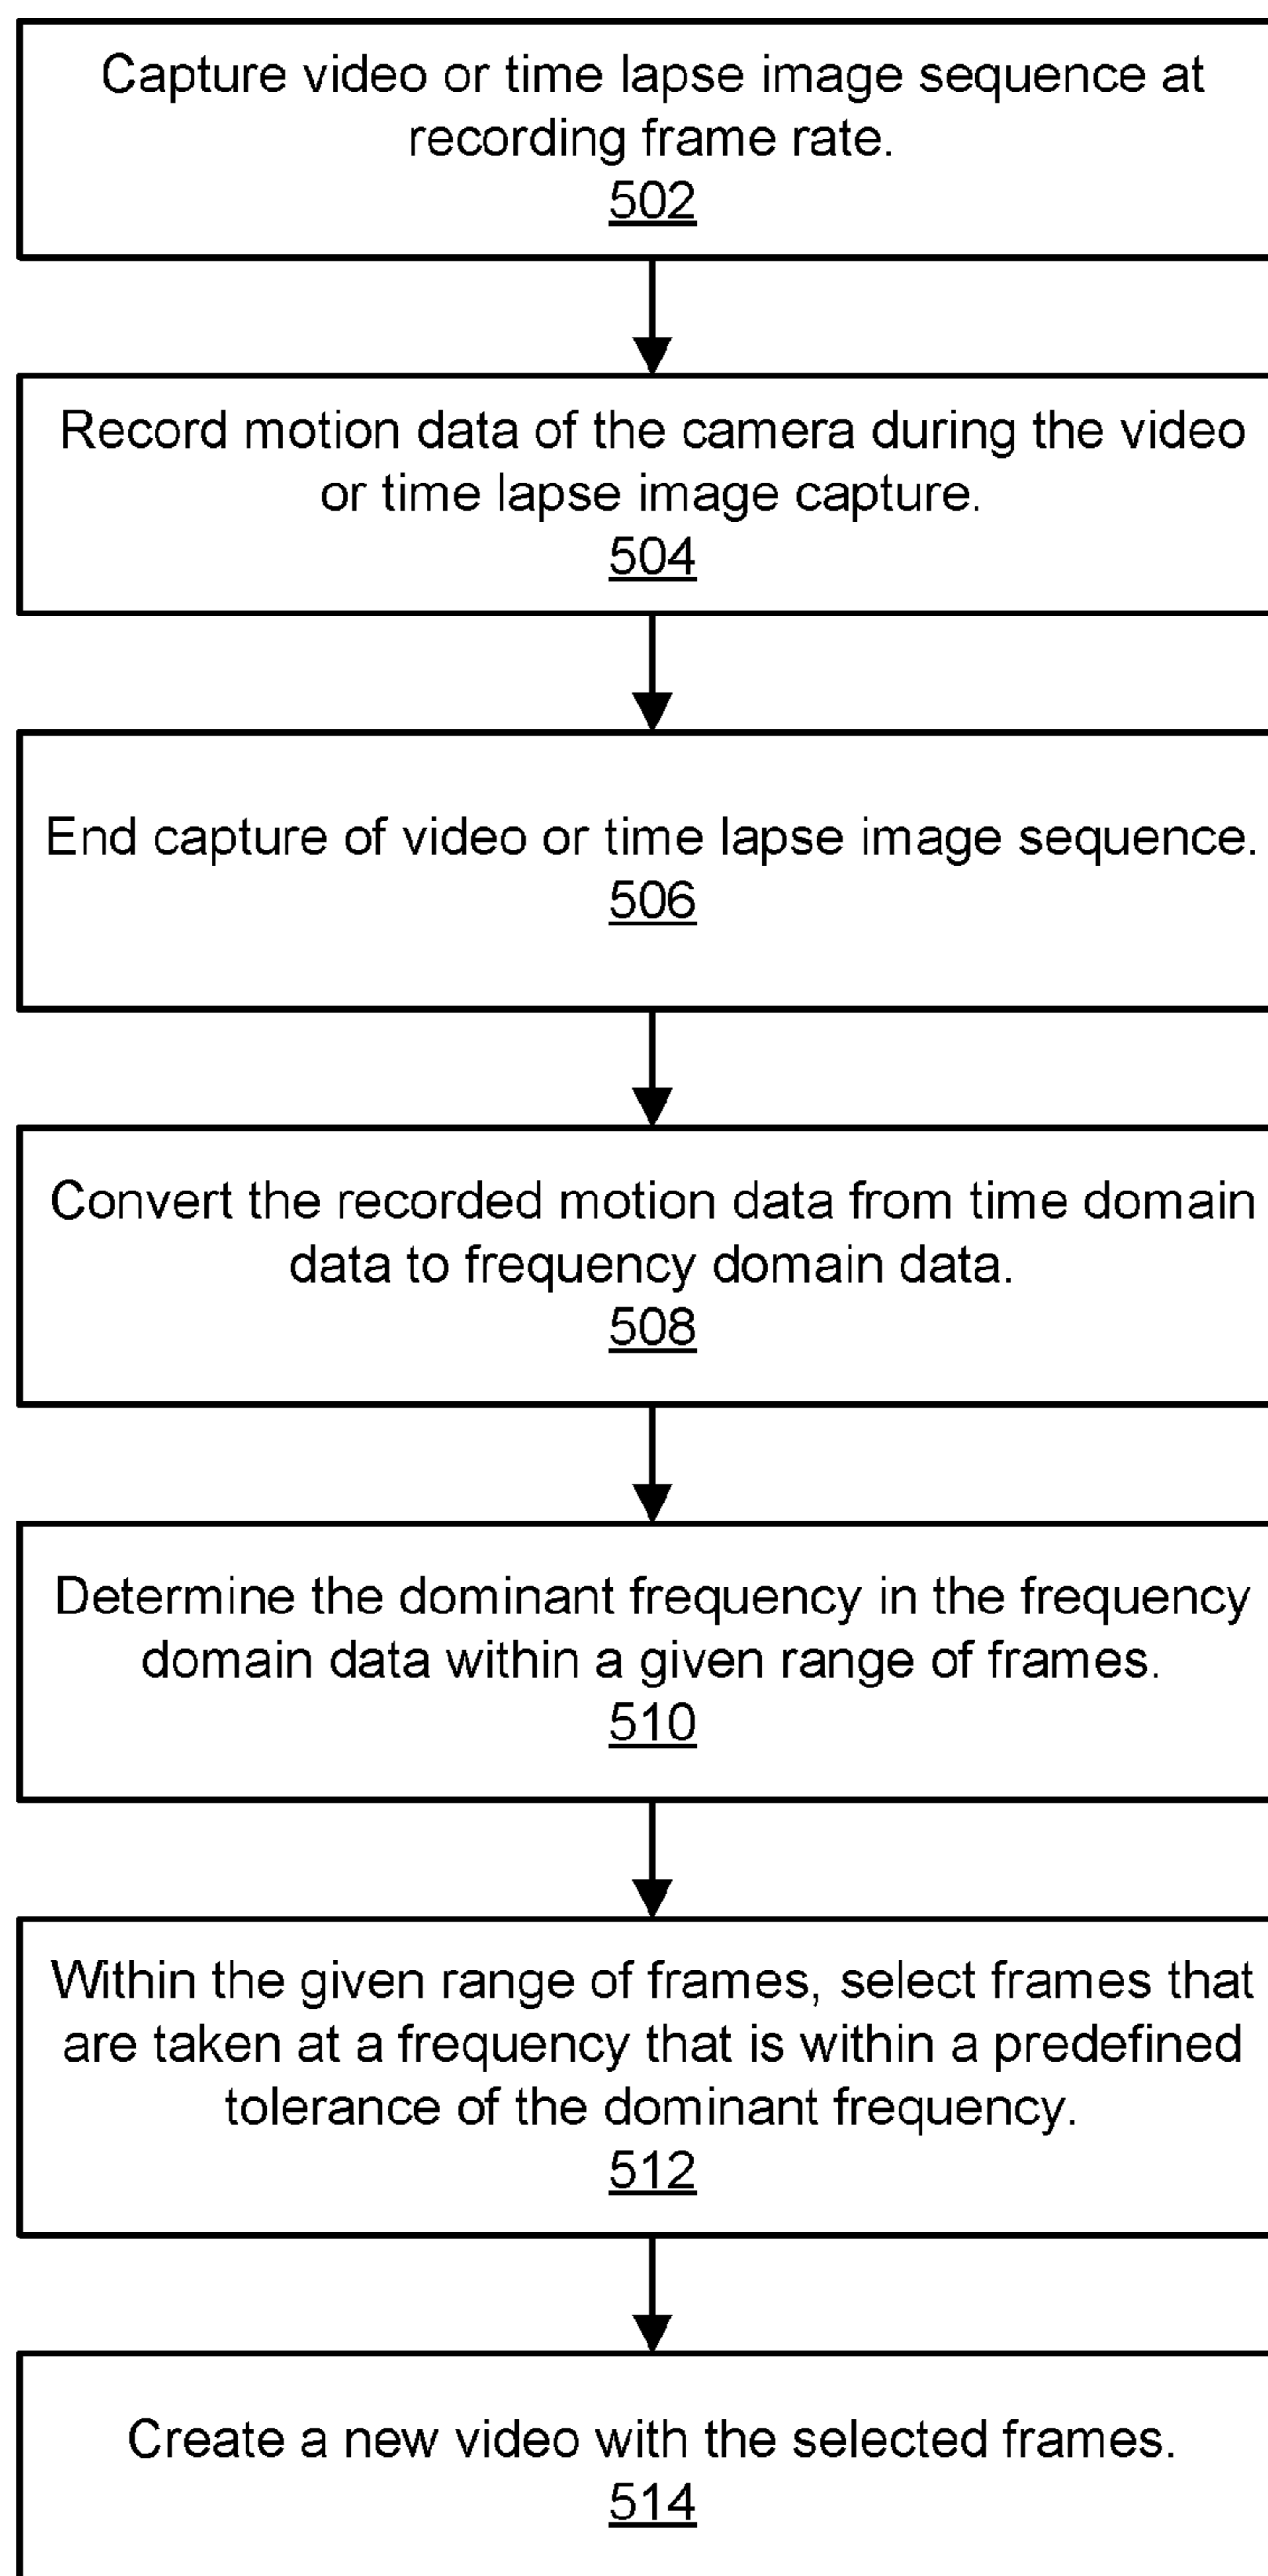 Capture video or time lapse image sequence at
recording frame rate.
502
Record motion data of the camera during the video
or time lapse image capture.
504
End capture of video or time lapse image sequence.
506
Convert the recorded motion data from time domain
data to frequency domain data.
508
Determine the dominant frequency in the frequency
domain data within a given range of frames.
510
Within the given range of frames, select frames that
are taken at a frequency that is within a predefined
tolerance of the dominant frequency.
512
Create a new video with the selected frames.
514